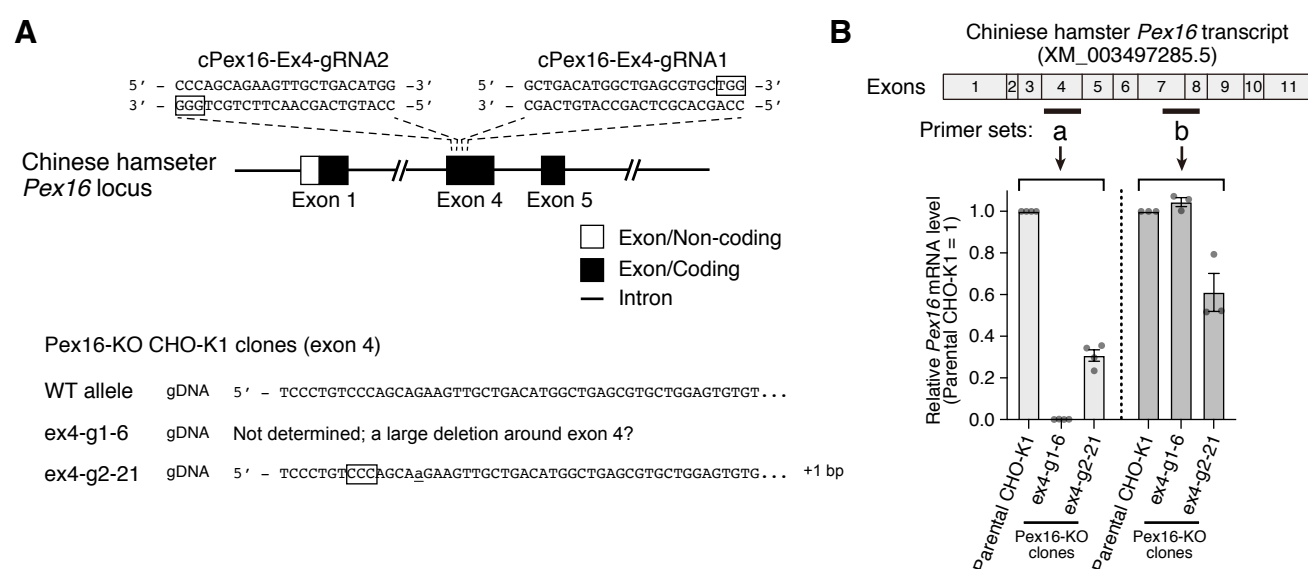 A
cPex16-Ex4-gRNA2
cPex16-Ex4-gRNA1
5′ – CCCAGCAGAAGTTGCTGACATGG –3′
5′ – GCTGACATGGCTGAGCGTGCTGG –3′
3′ – GGGTCGTCTTCAACGACTGTACC –5′
3′ – CGACTGTACCGACTCGCACGACC –5′
Chinese hamseter
Pex16 locus
Exon 1
Exon 4
Exon 5
Exon/Non-coding
Exon/Coding
Intron
Pex16-KO CHO-K1 clones (exon 4)
WT allele gDNA 5′ – TCCCTGTCCCAGCAGAAGTTGCTGACATGGCTGAGCGTGCTGGAGTGTGT...
ex4-g1-6 gDNA Not determined; a large deletion around exon 4?
ex4-g2-21 gDNA 5′ – TCCCTGTCCCAGCAaGAAGTTGCTGACATGGCTGAGCGTGCTGGAGTGTG... +1 bp
B
Chiniese hamster Pex16 transcript
(XM_003497285.5)
Exons 1 2 3 4 5 6 7 8 9 10 11
Primer sets: a b
Relative Pex16 mRNA level
(Parental CHO-K1 = 1)
1.0
0.8
0.6
0.4
0.2
0.0
Parental CHO-K1
ex4-g1-6
ex4-g2-21
Parental CHO-K1
ex4-g1-6
ex4-g2-21
Pex16-KO
clones
Pex16-KO
clones